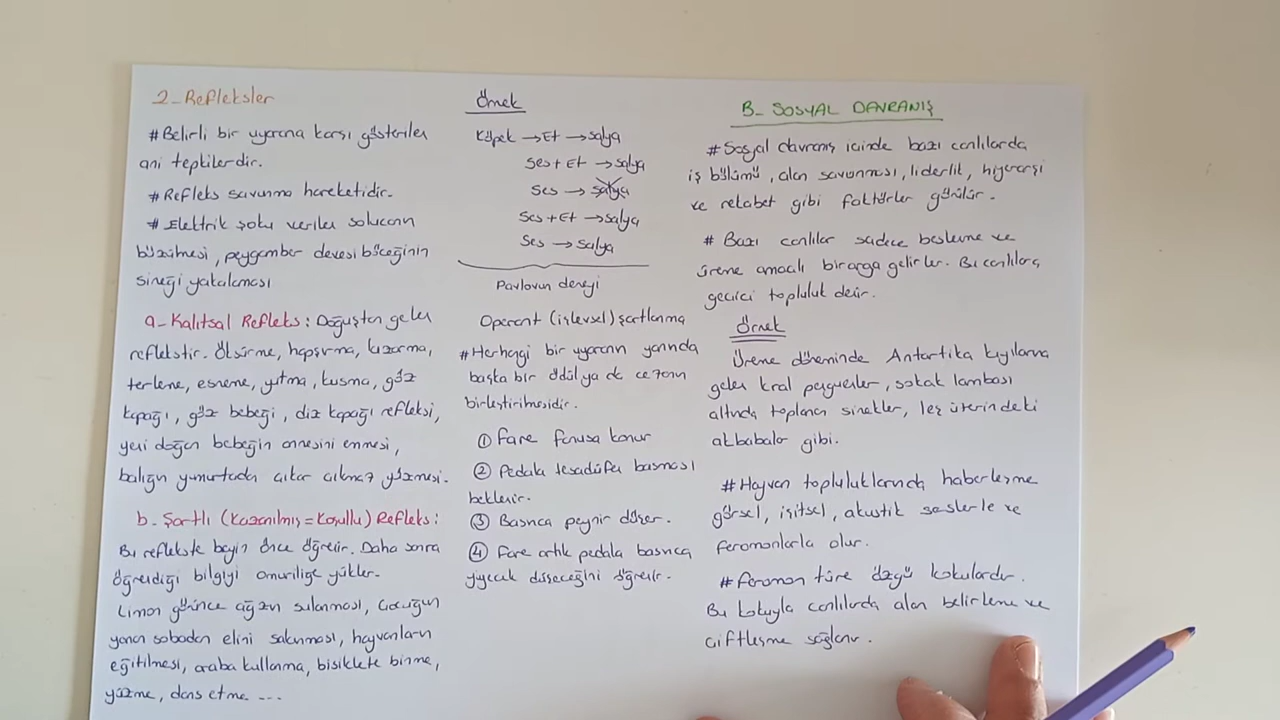 2-Refleksler
#Belirli bir uyarana karşı gösterilen
ani tepkilerdir.
#Refleks savunma hareketidir.
#Elektrik şoku verilen solucanın
büzülmesi, peygamber devesi böceğinin
sineği yakalaması
a-Kalıtsal Refleks: Doğuştan gelen
reflekstir. Öksürme, hapşırma, kızarma,
terleme, esneme, yutma, kusma, göz
kapağı, göz bebeği, diz kapağı refleksi,
yeni doğan bebeğin annesini emmesi,
balığın yumurtadan çıkar çıkmaz yüzmesi.
b-Şartlı (Kazanılmış=Koşullu) Refleks:
Bu reflekste beyin önce öğrenir. Daha sonra
öğrendiği bilgiyi omuriliğe yükler.
Limon görünce ağzın sulanması, Çocuğun
yanan sobadan elini sakınması, hayvanların
eğitilmesi, araba kullanma, bisiklete binme,
yüzme, dans etme ---
Örnek
Köpek → Et → Salya
Ses + Et → Salya
Ses → Salya
Ses + Et → Salya
Ses → Salya
Pavlovun deneyi
Operant (işlevsel) şartlanma
#Herhangi bir uyaranın yanında
başka bir ödül ya da cezanın
birleştirilmesidir.
① Fare fanusa konur
② Pedala tesadüfen basması
beklenir.
③ Basınca peynir düşer.
④ Fare artık pedala basınca
yiyecek düşeceğini öğrenir.
B- SOSYAL DAVRANIŞ
#Sosyal davranış içinde bazı canlılarda
iş bölümü, alan savunması, liderlik, hiyerarşi
ve rekabet gibi faktörler görülür.
# Bazı canlılar sadece beslenme ve
üreme amaçlı biraraya gelirler. Bu canlılara
geçici topluluk denir.
Örnek
Üreme döneminde Antartika kıyılarına
gelen kral penguenler, sokak lambası
altında toplanan sinekler, leş üzerindeki
akbabalar gibi.
#Hayvan topluluklarında haberleşme
görsel, işitsel, akustik seslerle ve
feromonlarla olur.
#Feromon türe özgü kokulardır.
Bu kokuyla canlılarda alan belirleme ve
çiftleşme sağlanır.